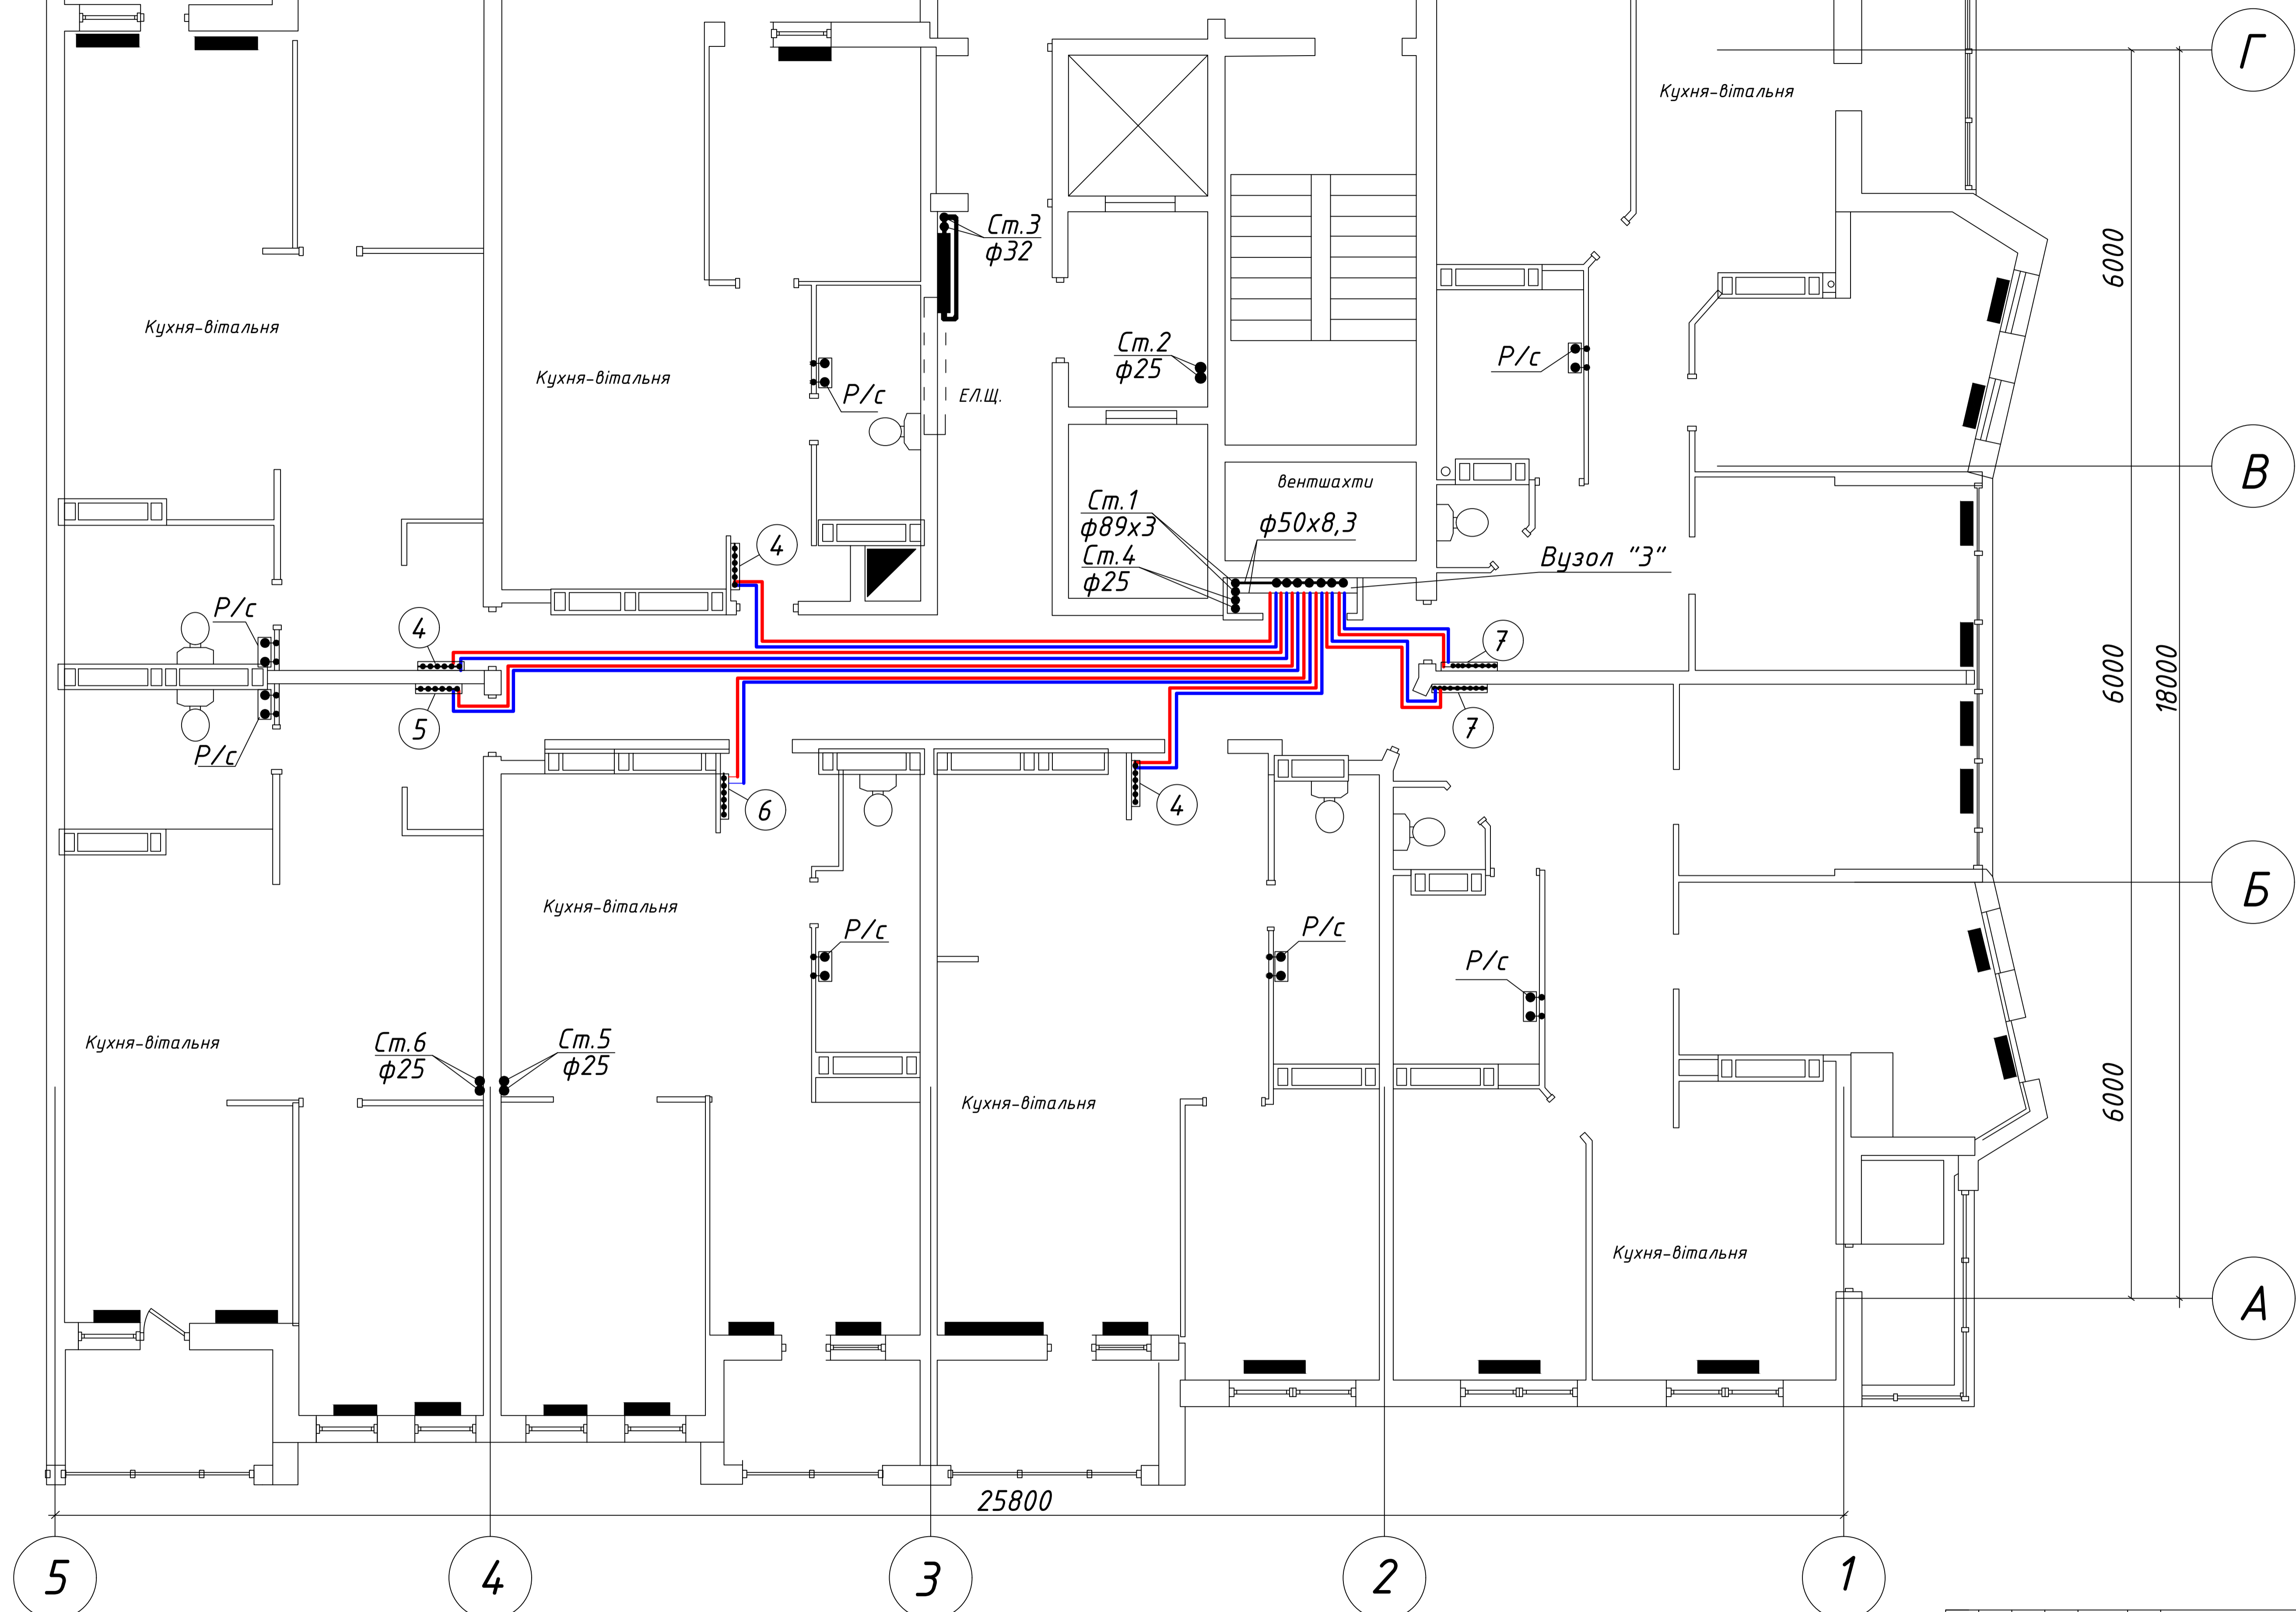 Г
Кухня-вітальня
6000
Ст.3
ф32
Кухня-вітальня
Ст.2
ф25
Р/с
Кухня-вітальня
Р/с
ЕЛ.Щ.
В
вентшахти
Ст.1
ф89х3
ф50х8,3
4
Ст.4
ф25
Вузол "3"
Р/с
4
7
6000
18000
5
7
Р/с
6
4
Б
Кухня-вітальня
Р/с
Р/с
Р/с
Кухня-вітальня
Ст.6
ф25
Ст.5
ф25
Кухня-вітальня
6000
Кухня-вітальня
А
25800
5
4
3
2
1